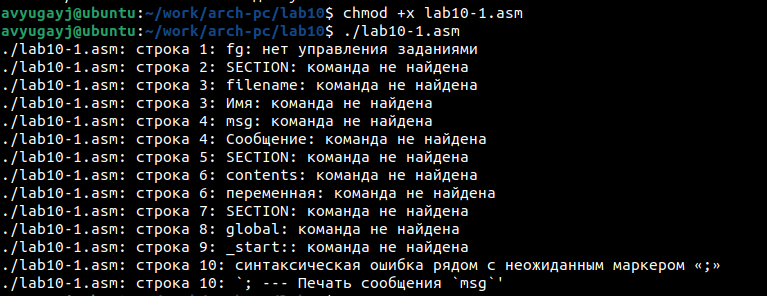 avyugayj@ubuntu:~/work/arch-pc/lab10$ chmod +x lab10-1.asm
avyugayj@ubuntu:~/work/arch-pc/lab10$ ./lab10-1.asm
./lab10-1.asm: строка 1: fg: нет управления заданиями
./lab10-1.asm: строка 2: SECTION: команда не найдена
./lab10-1.asm: строка 3: filename: команда не найдена
./lab10-1.asm: строка 3: Имя: команда не найдена
./lab10-1.asm: строка 4: msg: команда не найдена
./lab10-1.asm: строка 4: Сообщение: команда не найдена
./lab10-1.asm: строка 5: SECTION: команда не найдена
./lab10-1.asm: строка 6: contents: команда не найдена
./lab10-1.asm: строка 6: переменная: команда не найдена
./lab10-1.asm: строка 7: SECTION: команда не найдена
./lab10-1.asm: строка 8: global: команда не найдена
./lab10-1.asm: строка 9: _start:: команда не найдена
./lab10-1.asm: строка 10: синтаксическая ошибка рядом с неожиданным маркером «;»
./lab10-1.asm: строка 10: `; --- Печать сообщения `msg`'